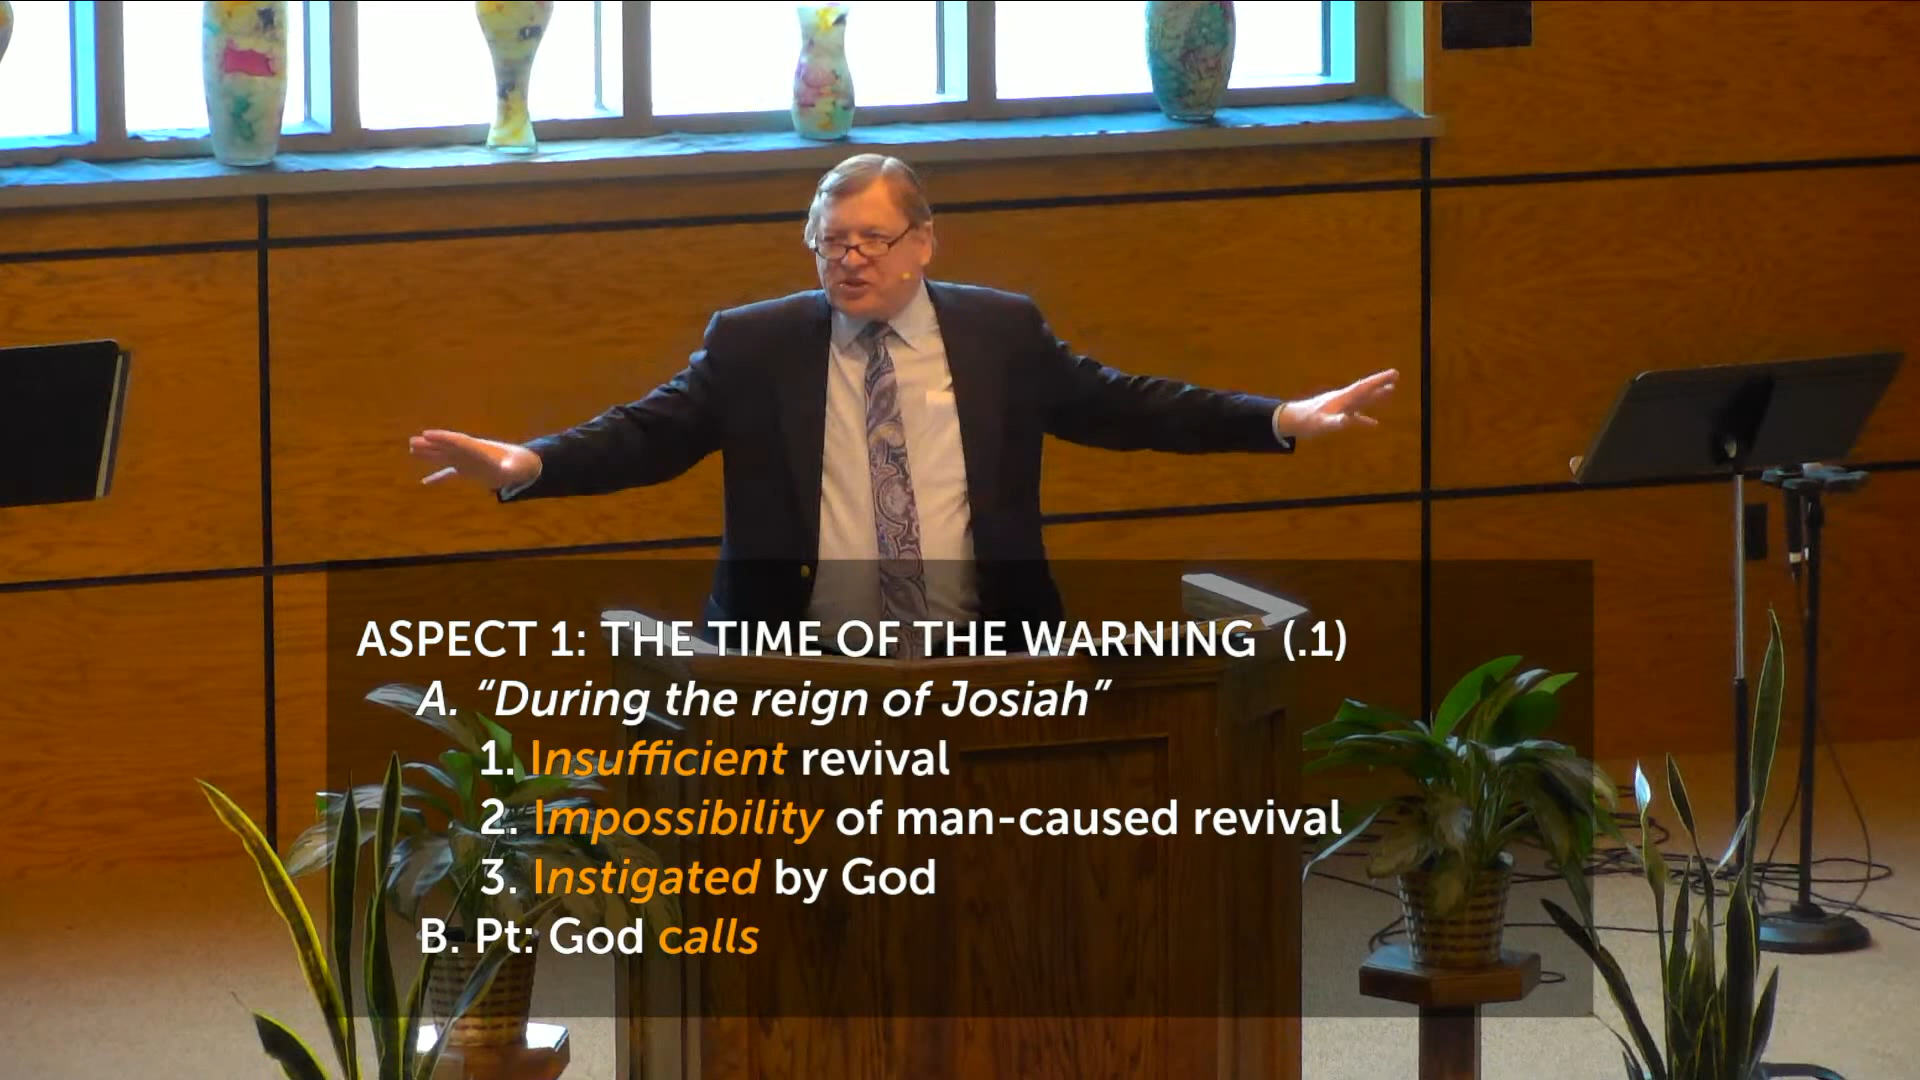 ASPECT 1: THE TIME OF THE WARNING (.1)
A. “During the reign of Josiah”
1. Insufficient revival
2. Impossibility of man-caused revival
3. Instigated by God
B. Pt: God calls